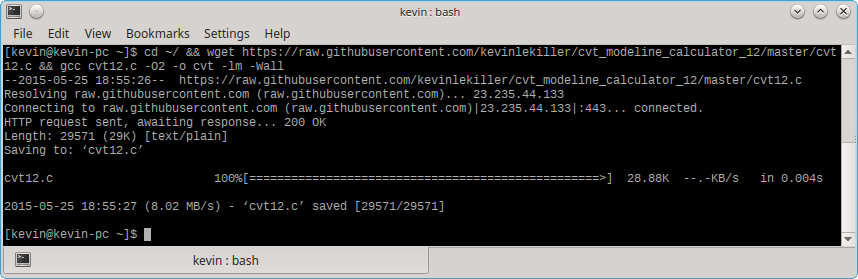 kevin : bash
File Edit View Bookmarks Settings Help
[kevin@kevin-pc ~]$ cd ~/ && wget https://raw.githubusercontent.com/kevinlekiller/cvt_modeline_calculator_12/master/cvt
12.c && gcc cvt12.c -O2 -o cvt -lm -Wall
--2015-05-25 18:55:26--  https://raw.githubusercontent.com/kevinlekiller/cvt_modeline_calculator_12/master/cvt12.c
Resolving raw.githubusercontent.com (raw.githubusercontent.com)... 23.235.44.133
Connecting to raw.githubusercontent.com (raw.githubusercontent.com)|23.235.44.133|:443... connected.
HTTP request sent, awaiting response... 200 OK
Length: 29571 (29K) [text/plain]
Saving to: ‘cvt12.c’
cvt12.c                       100%[==================================================>]  28.88K  --.-KB/s   in 0.004s
2015-05-25 18:55:27 (8.02 MB/s) - ‘cvt12.c’ saved [29571/29571]
[kevin@kevin-pc ~]$
kevin : bash